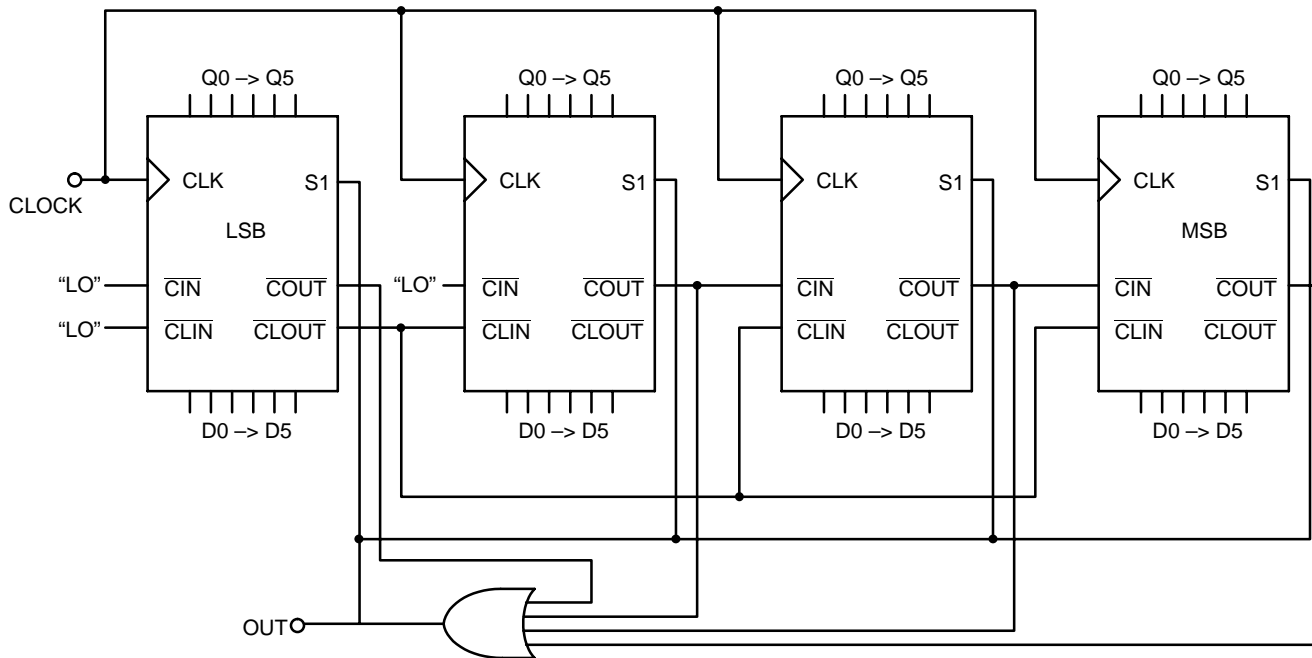 Q0 –> Q5
Q0 –> Q5
Q0 –> Q5
Q0 –> Q5
CLK
S1
CLK
S1
CLK
S1
CLK
S1
CLOCK
LSB
MSB
“LO”
CIN
COUT
“LO”
CIN
COUT
CIN
COUT
CIN
COUT
“LO”
CLIN
CLOUT
CLIN
CLOUT
CLIN
CLOUT
CLIN
CLOUT
D0 –> D5
D0 –> D5
D0 –> D5
D0 –> D5
OUT